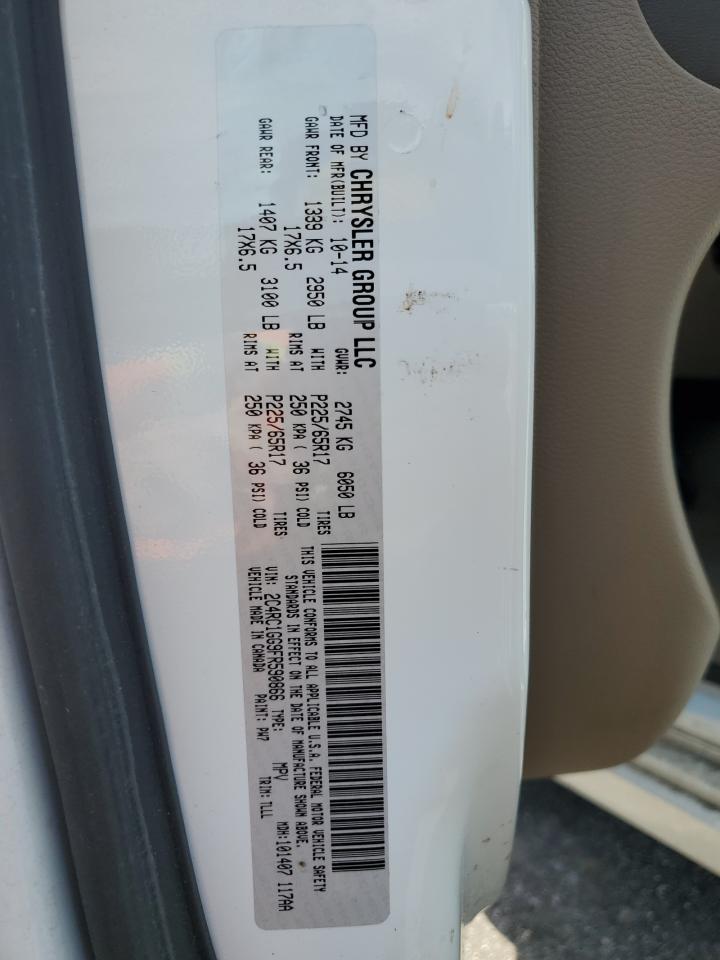 MFD BY CHRYSLER GROUP LLC
DATE OF MFR(BUILT): 10-14 GVWR: 2745 KG 6050 LB
GAWR FRONT: 1339 KG 2950 LB WITH P225/65R17 TIRES
17X6.5 RIMS AT 250 KPA ( 36 PSI) COLD
GAWR REAR: 1407 KG 3100 LB WITH P225/65R17 TIRES
17X6.5 RIMS AT 250 KPA ( 36 PSI) COLD
THIS VEHICLE CONFORMS TO ALL APPLICABLE U.S.A. FEDERAL MOTOR VEHICLE SAFETY
STANDARDS IN EFFECT ON THE DATE OF MANUFACTURE SHOWN ABOVE.
VIN: 2C4RC1GG9FR590866 TYPE: MPV MDH:101407 117AA
VEHICLE MADE IN CANADA PAINT: PW7 TRIM: TLLL